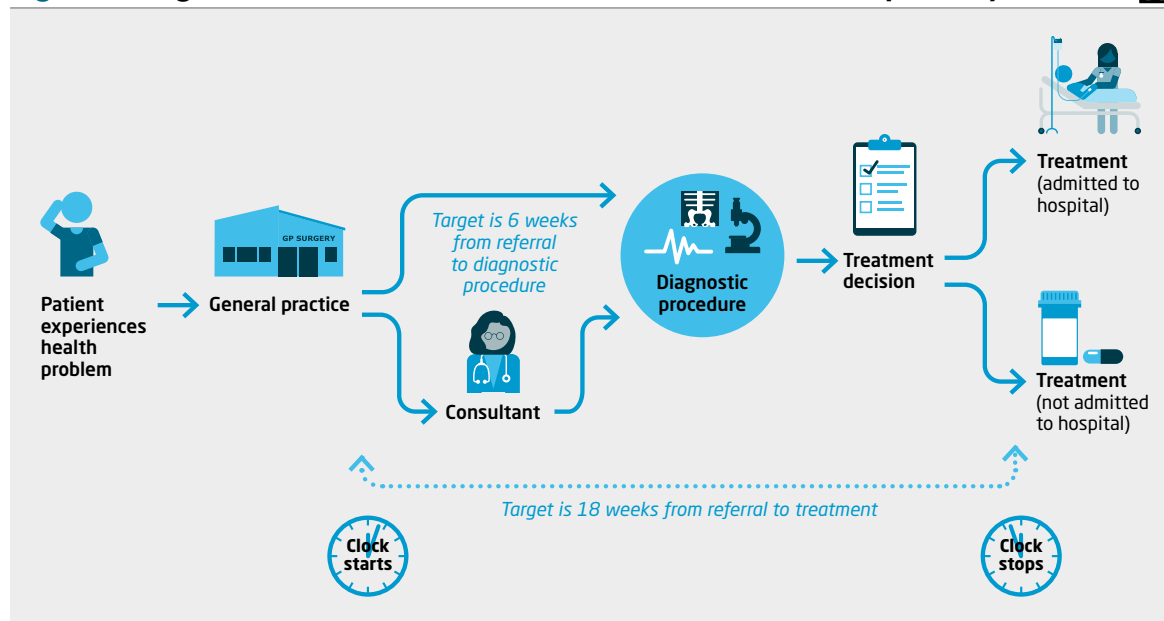 GP SURGERY
Patient
experiences
health
problem
General practice
Target is 6 weeks
from referral
to diagnostic
procedure
Consultant
Diagnostic
procedure
Treatment
decision
Treatment
(admitted to
hospital)
Treatment
(not admitted
to hospital)
Target is 18 weeks from referral to treatment
Clock
starts
Clock
stops